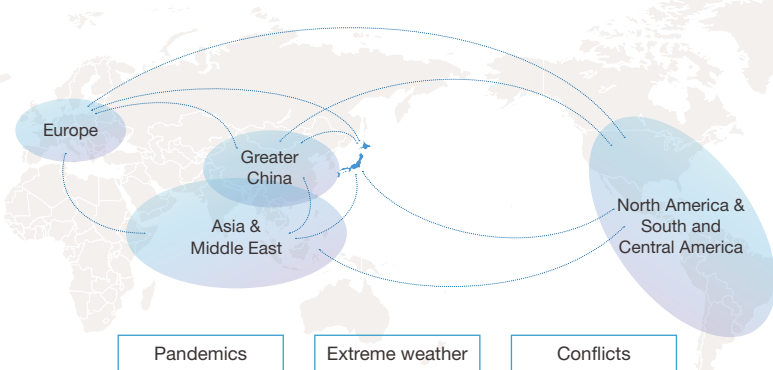 Europe
Greater
China
Asia &
Middle East
North America &
South and
Central America
Pandemics
Extreme weather
Conflicts